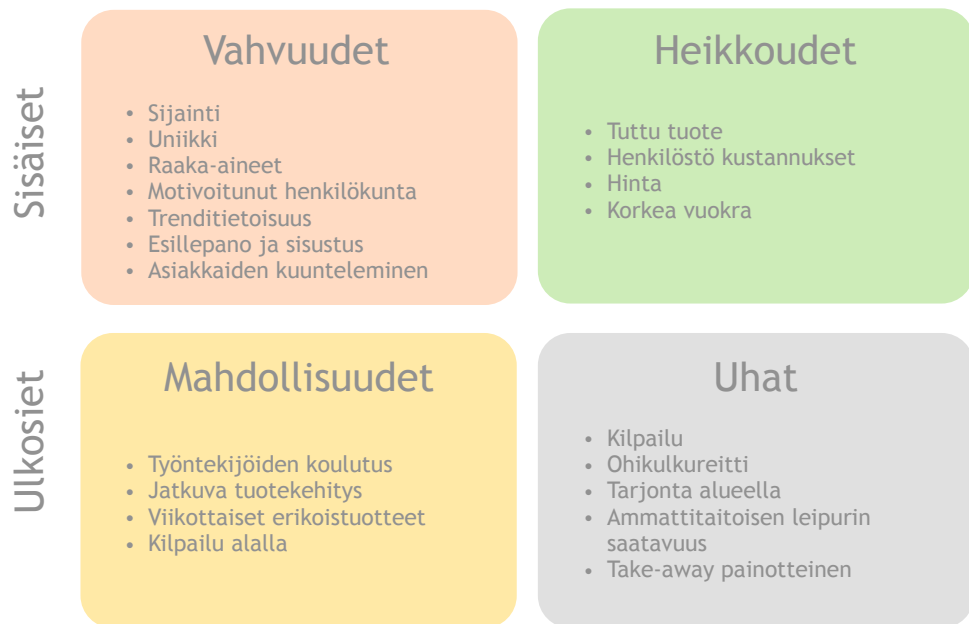 Sisäiset
Vahvuudet
• Sijainti
• Uniikki
• Raaka-aineet
• Motivoitunut henkilökunta
• Trenditietoisuus
• Esillepano ja sisustus
• Asiakkaiden kuunteleminen
Heikkoudet
• Tuttu tuote
• Henkilöstö kustannukset
• Hinta
• Korkea vuokra
Ulkosiet
Mahdollisuudet
• Työntekijöiden koulutus
• Jatkuva tuotekehitys
• Viikottaiset erikoistuotteet
• Kilpailu alalla
Uhat
• Kilpailu
• Ohikulkureitti
• Tarjonta alueella
• Ammattitaitoisen leipurin
saatavuus
• Take-away painotteinen